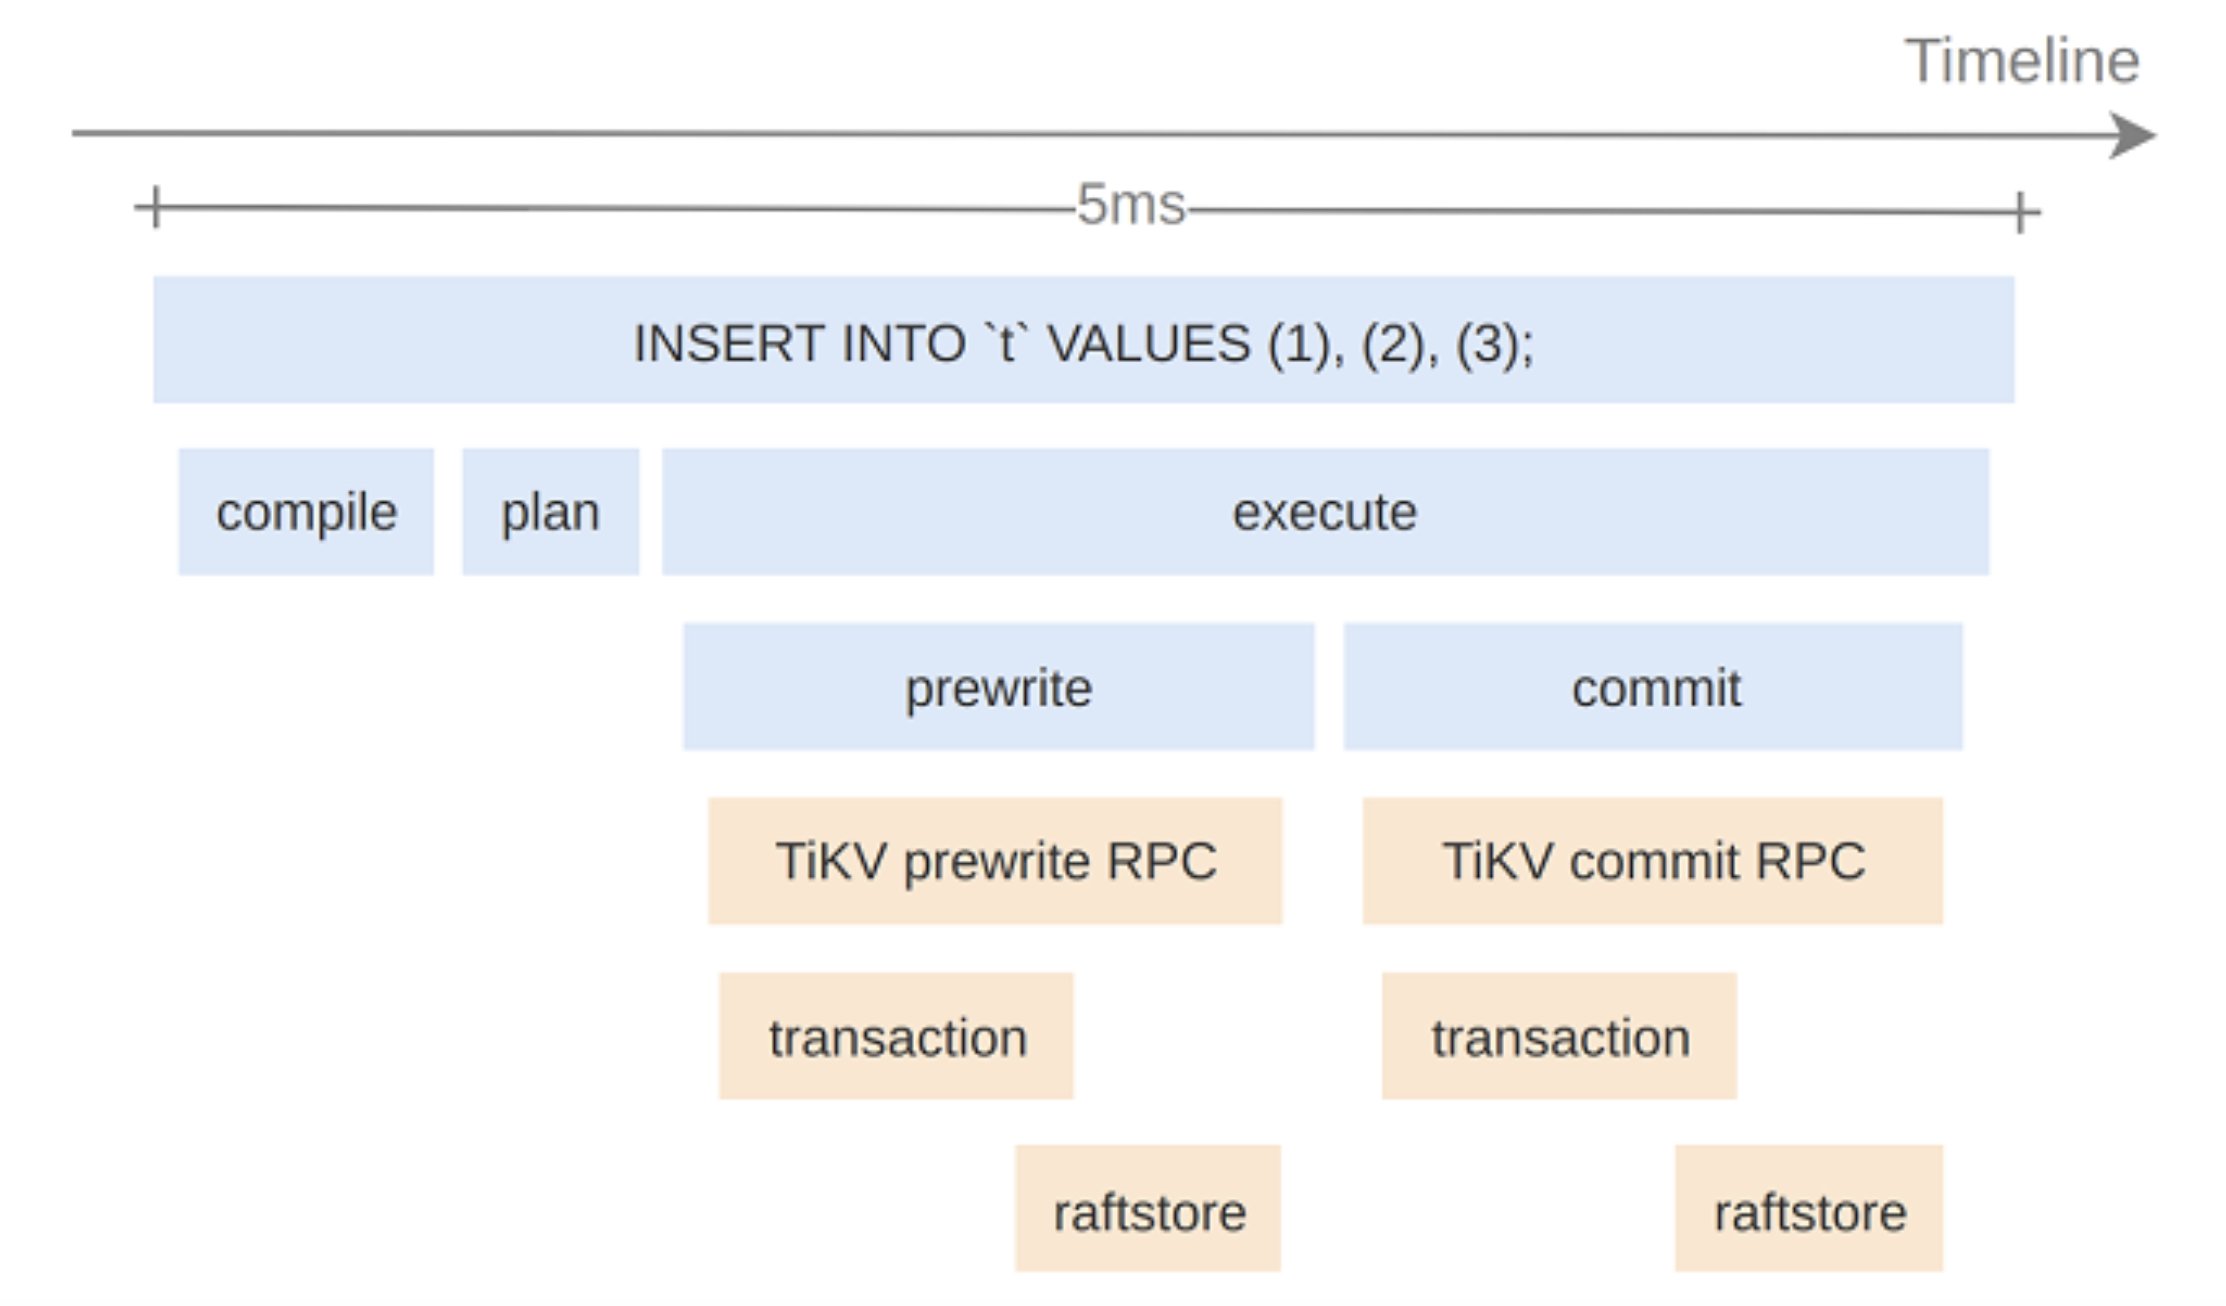 Timeline
5ms
INSERT INTO `t` VALUES (1), (2), (3);
compile
plan
execute
prewrite
commit
TiKV prewrite RPC
TiKV commit RPC
transaction
transaction
raftstore
raftstore